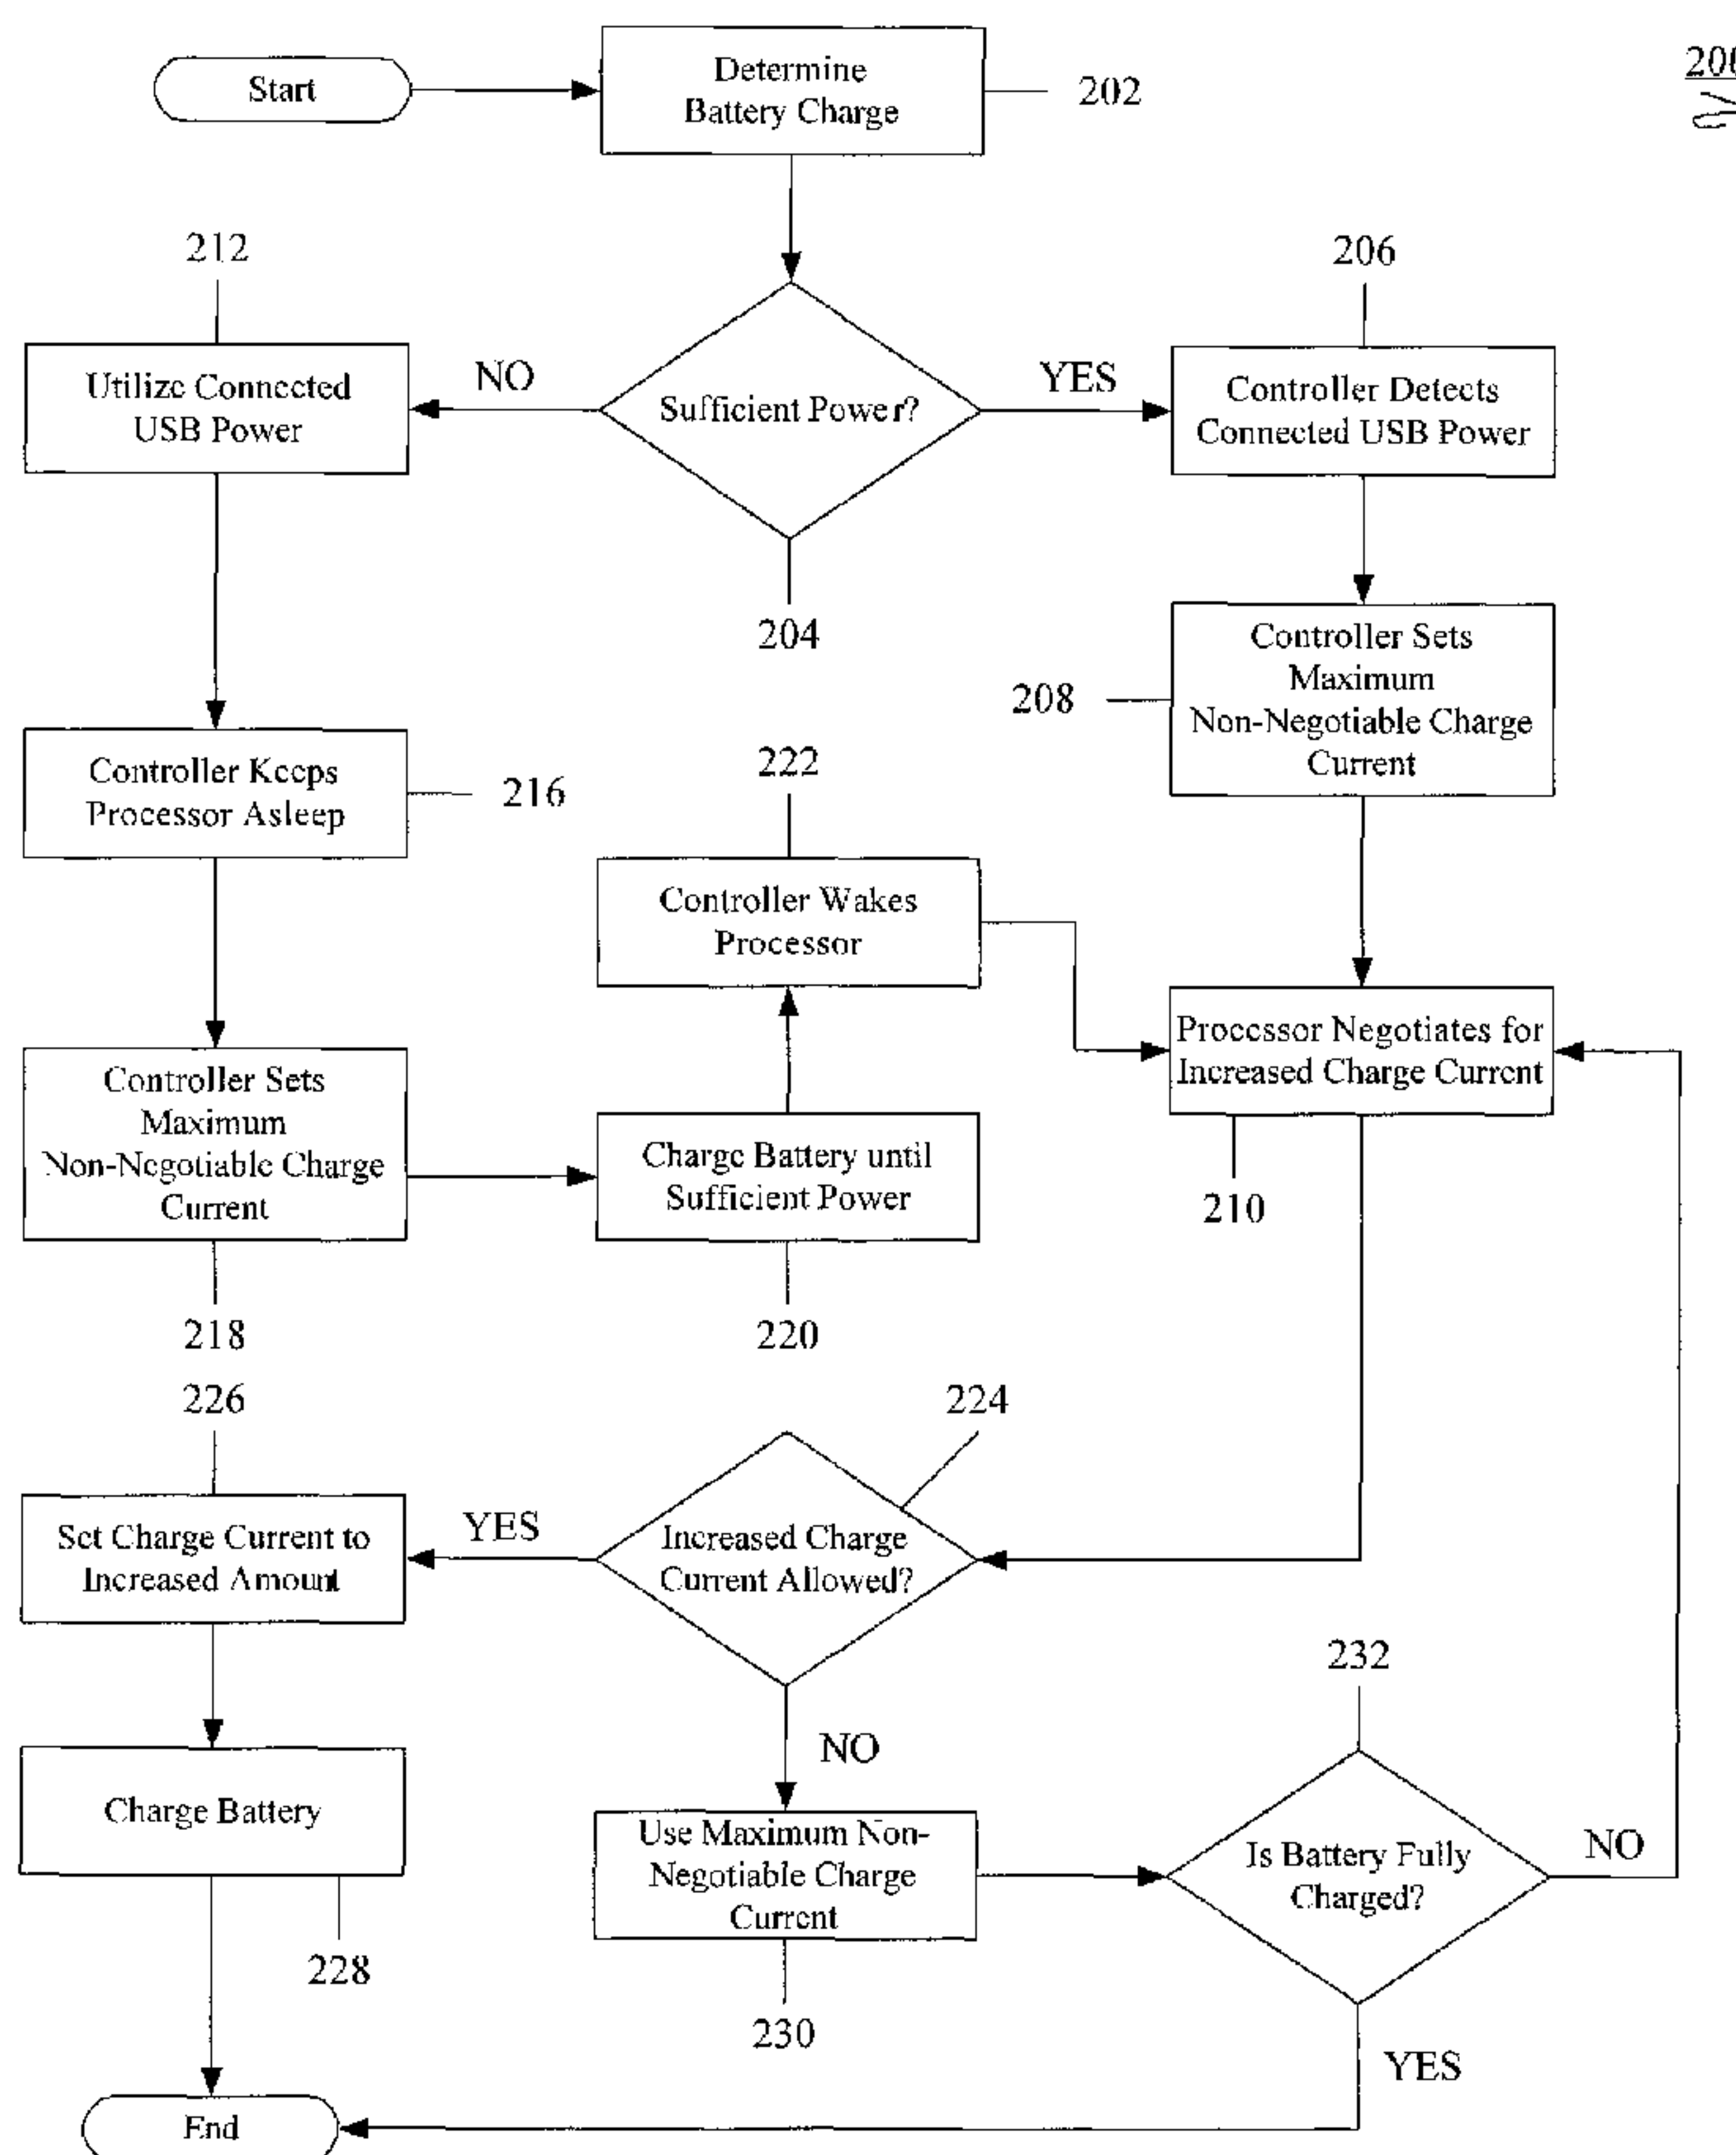 Start
Determine
Battery Charge
202
200
212
206
Utilize Connected
USB Power
NO
Sufficient Power?
YES
Controller Detects
Connected USB Power
204
Controller Sets
Maximum
Non-Negotiable Charge
Current
208
Controller Keeps
Processor Asleep
216
222
Controller Wakes
Processor
Processor Negotiates for
Increased Charge Current
210
Controller Sets
Maximum
Non-Negotiable Charge
Current
Charge Battery until
Sufficient Power
218
220
226
224
Set Charge Current to
Increased Amount
YES
Increased Charge
Current Allowed?
232
NO
Charge Battery
228
Use Maximum Non-
Negotiable Charge
Current
230
Is Battery Fully
Charged?
NO
YES
End